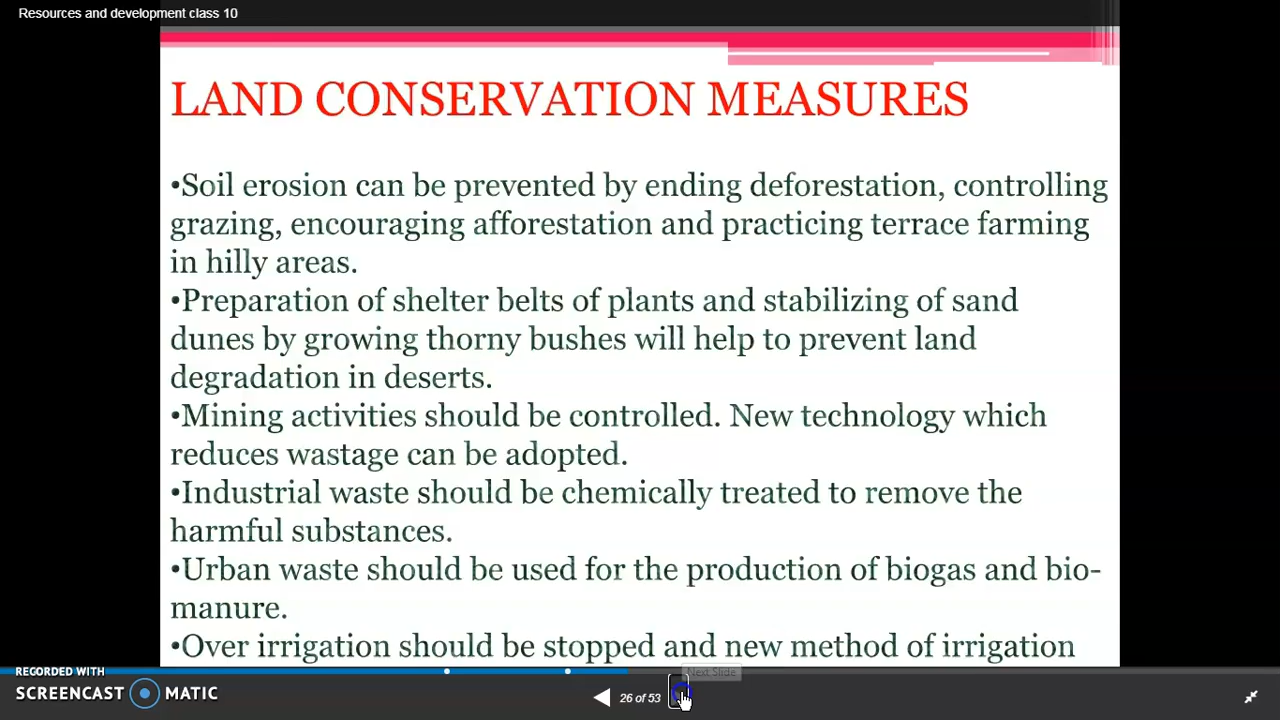 Resources and development class 10
LAND CONSERVATION MEASURES
•Soil erosion can be prevented by ending deforestation, controlling
grazing, encouraging afforestation and practicing terrace farming
in hilly areas.
•Preparation of shelter belts of plants and stabilizing of sand
dunes by growing thorny bushes will help to prevent land
degradation in deserts.
•Mining activities should be controlled. New technology which
reduces wastage can be adopted.
•Industrial waste should be chemically treated to remove the
harmful substances.
•Urban waste should be used for the production of biogas and bio-
manure.
•Over irrigation should be stopped and new method of irrigation
Next Slide
RECORDED WITH
SCREENCAST MATIC
26 of 53